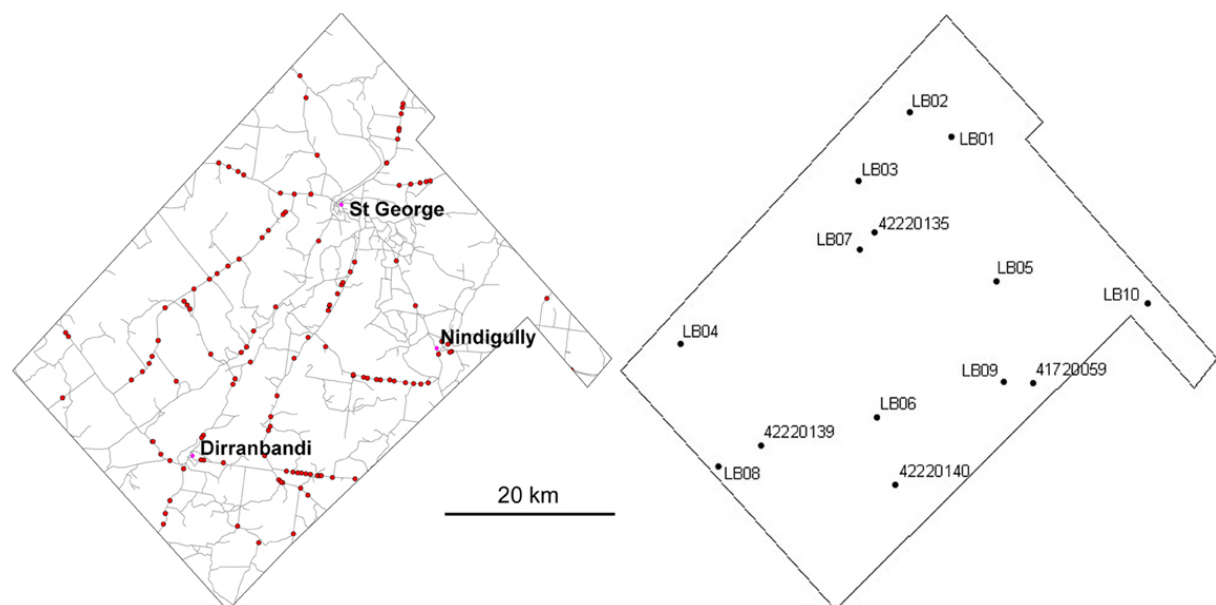 St George
Nindigully
Dirranbandi
20 km
LB02
LB01
LB03
42220135
LB07
LB05
LB10
LB04
LB09
41720059
LB06
42220139
LB08
42220140